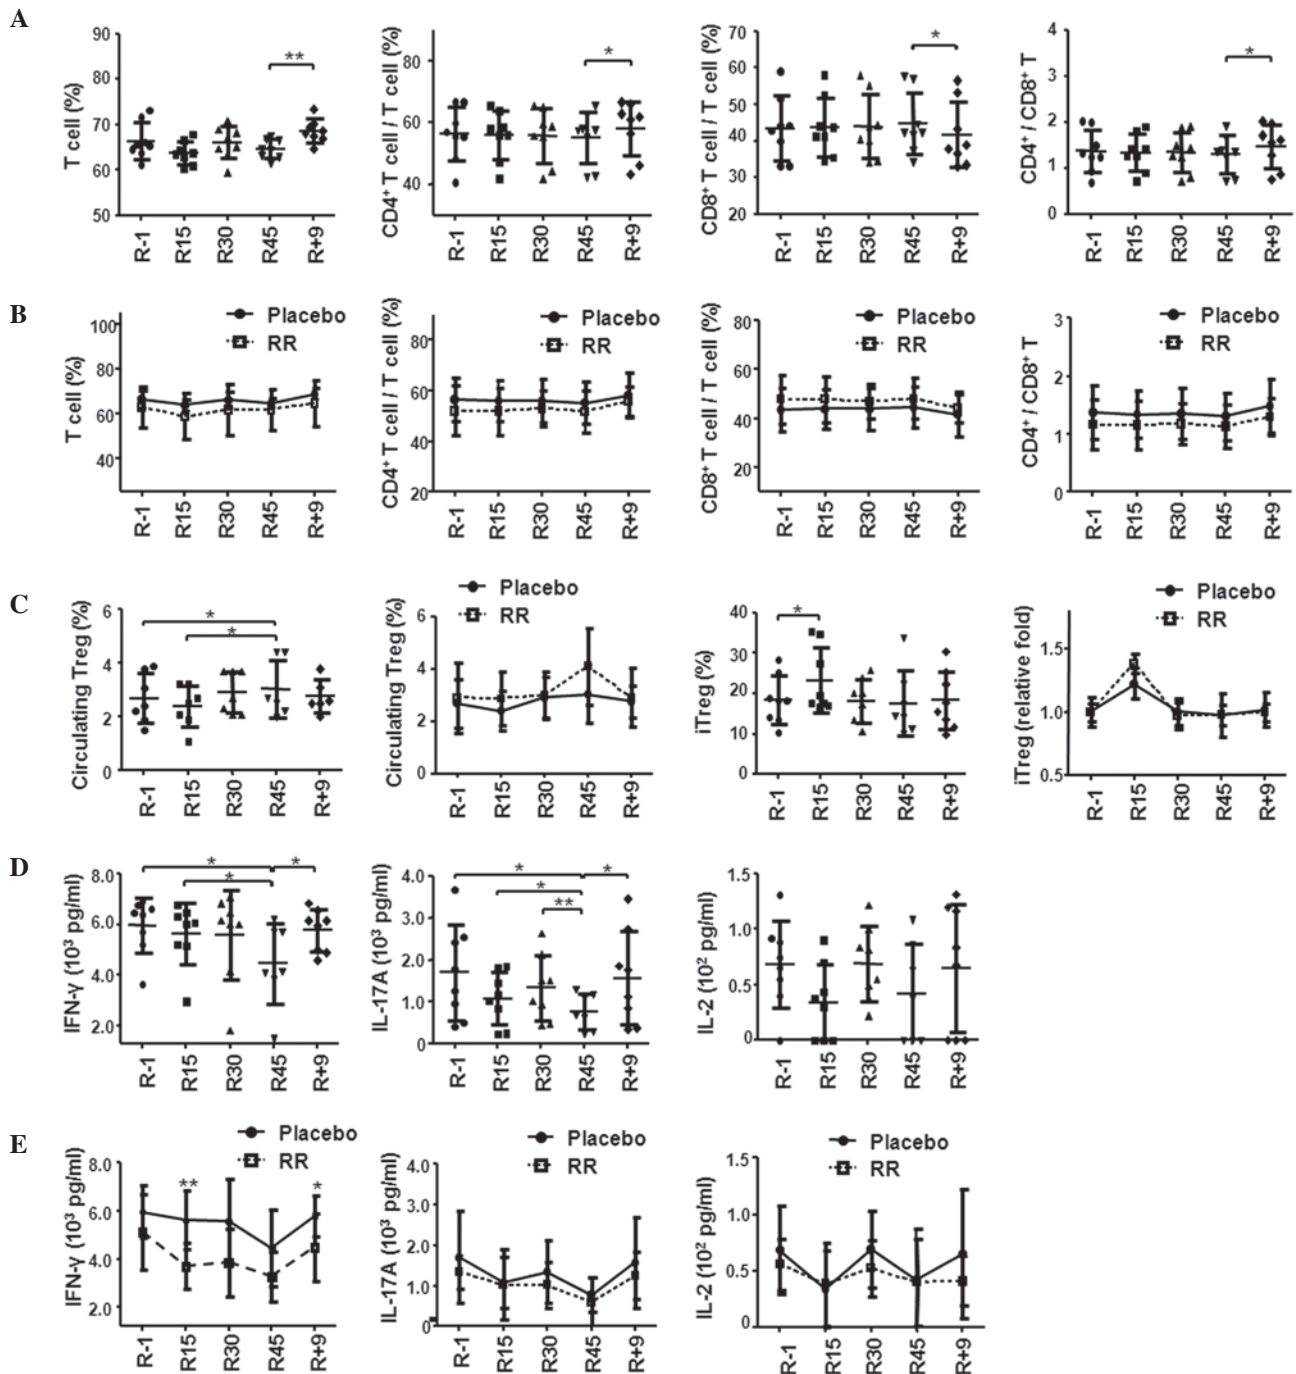 A
T cell (%)
90
80
70
60
50
**
R-1 R15 R30 R45 R+9
CD4⁺ T cell / T cell (%)
80
60
40
*
R-1 R15 R30 R45 R+9
CD8⁺ T cell / T cell (%)
70
60
50
40
30
20
*
R-1 R15 R30 R45 R+9
CD4⁺ / CD8⁺ T
4
3
2
1
0
*
R-1 R15 R30 R45 R+9
B
T cell (%)
100
80
60
40
Placebo
RR
R-1 R15 R30 R45 R+9
CD4⁺ T cell / T cell (%)
80
60
40
20
Placebo
RR
R-1 R15 R30 R45 R+9
CD8⁺ T cell / T cell (%)
80
60
40
20
Placebo
RR
R-1 R15 R30 R45 R+9
CD4⁺ / CD8⁺ T
3
2
1
0
Placebo
RR
R-1 R15 R30 R45 R+9
C
Circulating Treg (%)
6
4
2
0
*
*
R-1 R15 R30 R45 R+9
Circulating Treg (%)
6
4
2
0
Placebo
RR
R-1 R15 R30 R45 R+9
iTreg (%)
40
30
20
10
0
*
R-1 R15 R30 R45 R+9
iTreg (relative fold)
1.5
1.0
0.5
Placebo
RR
R-1 R15 R30 R45 R+9
D
IFN-γ (10³ pg/ml)
8.0
6.0
4.0
2.0
* *
*
R-1 R15 R30 R45 R+9
IL-17A (10³ pg/ml)
4.0
3.0
2.0
1.0
0
* *
*
**
R-1 R15 R30 R45 R+9
IL-2 (10² pg/ml)
1.5
1.0
0.5
0
R-1 R15 R30 R45 R+9
E
IFN-γ (10³ pg/ml)
8.0
6.0
4.0
2.0
Placebo
RR
** *
R-1 R15 R30 R45 R+9
IL-17A (10³ pg/ml)
4.0
3.0
2.0
1.0
0
Placebo
RR
R-1 R15 R30 R45 R+9
IL-2 (10² pg/ml)
1.5
1.0
0.5
0
Placebo
RR
R-1 R15 R30 R45 R+9